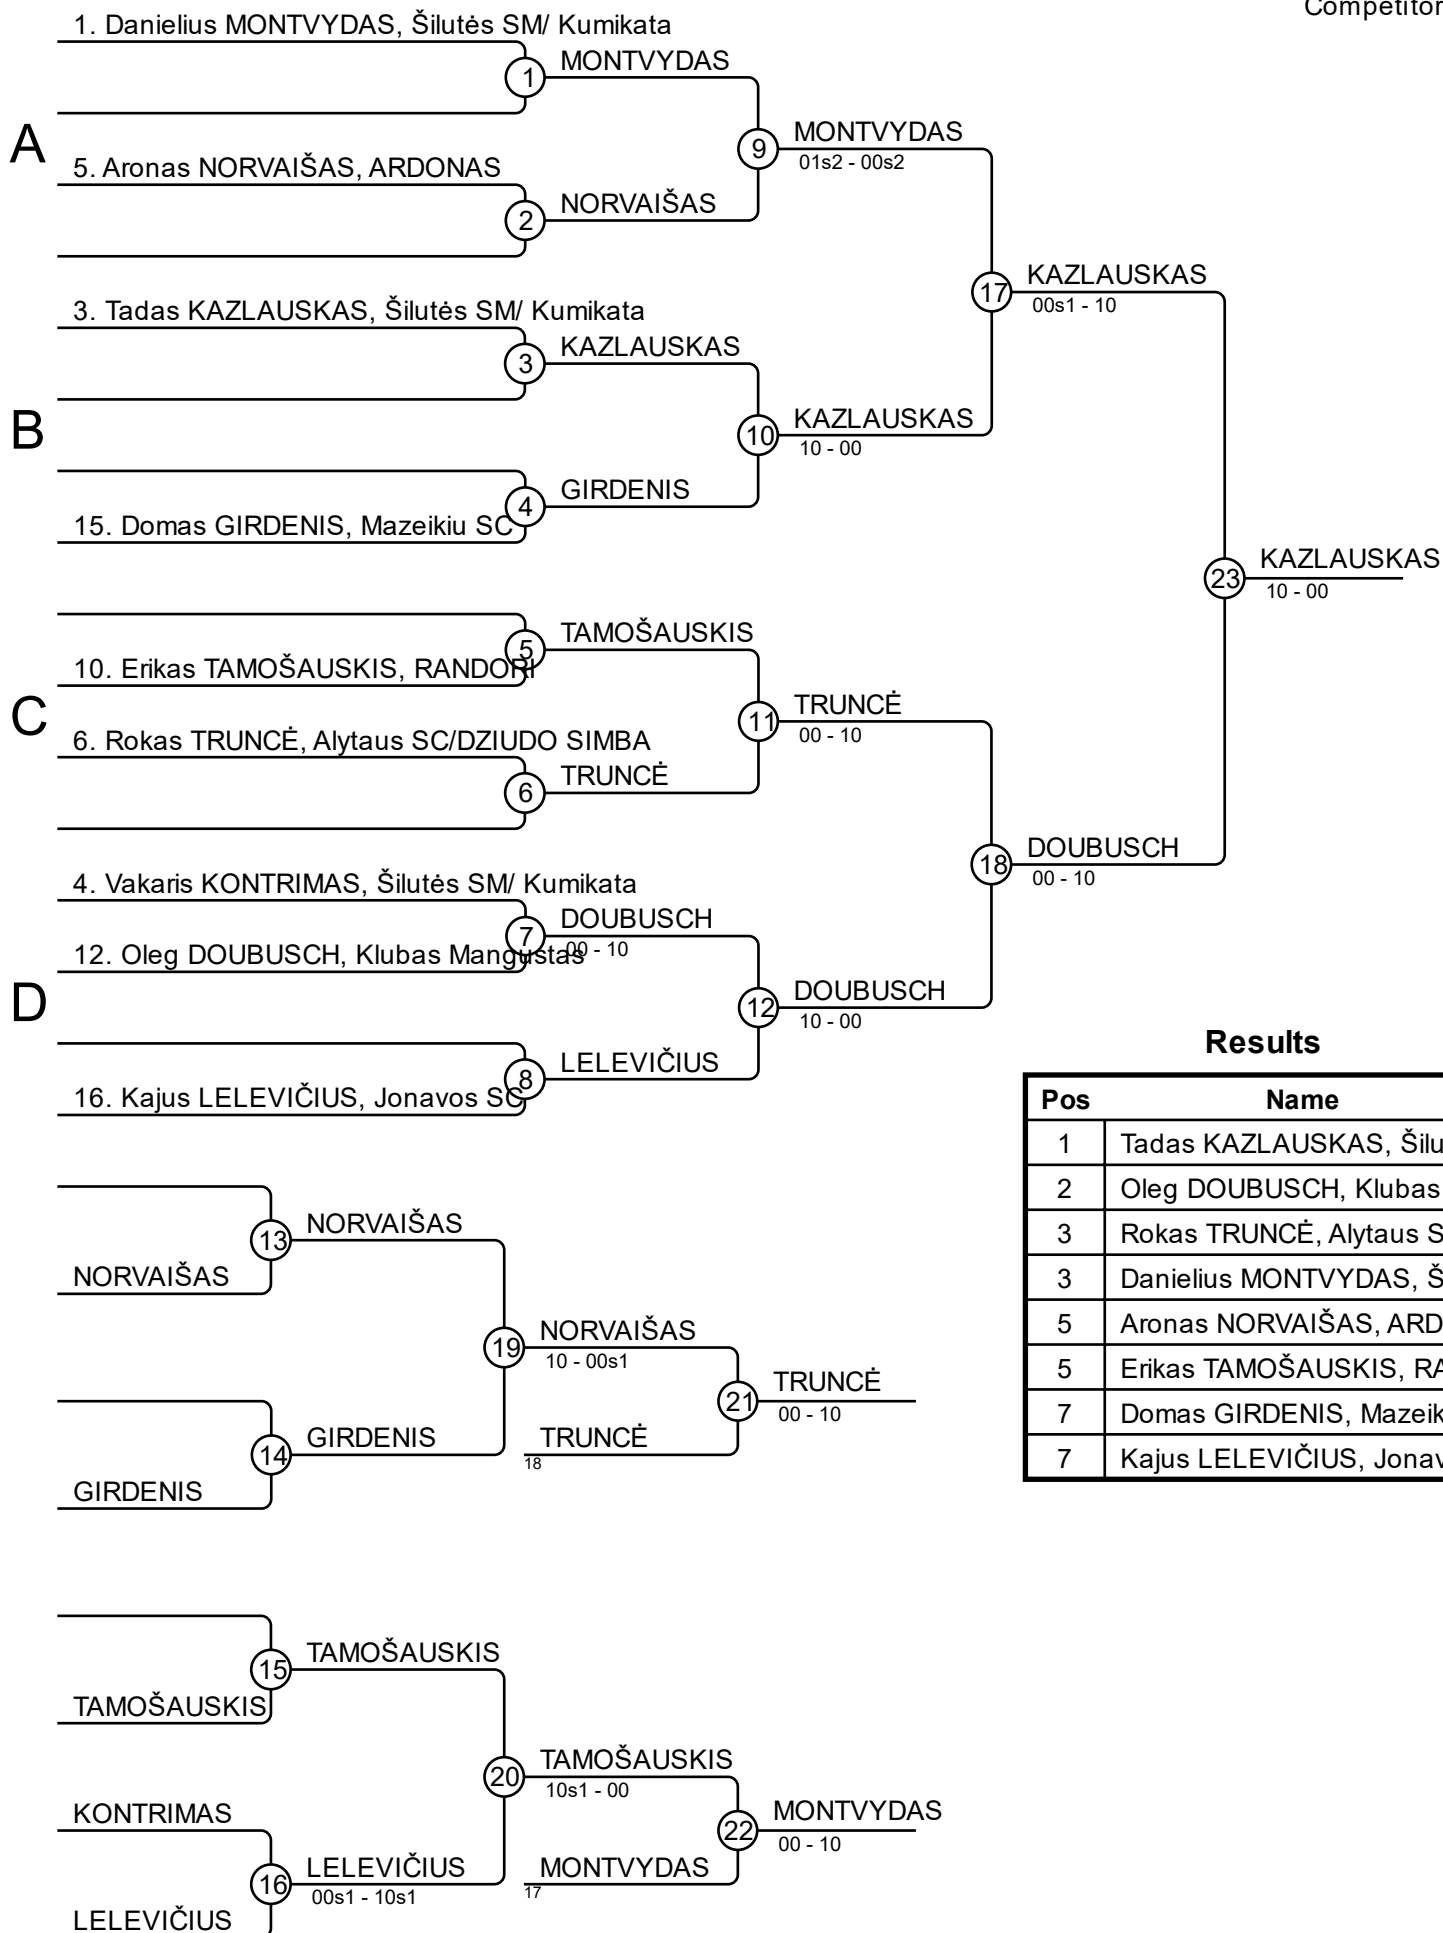 Competitor
1. Danielius MONTVYDAS, Šilutės SM/ Kumikata
1
MONTVYDAS
A
9
MONTVYDAS
01s2 - 00s2
5. Aronas NORVAIŠAS, ARDONAS
2
NORVAIŠAS
17
KAZLAUSKAS
00s1 - 10
3. Tadas KAZLAUSKAS, Šilutės SM/ Kumikata
3
KAZLAUSKAS
B
10
KAZLAUSKAS
10 - 00
4
GIRDENIS
15. Domas GIRDENIS, Mazeikiu SC
23
KAZLAUSKAS
10 - 00
5
TAMOŠAUSKIS
10. Erikas TAMOŠAUSKIS, RANDORI
C
11
TRUNCĖ
00 - 10
6. Rokas TRUNCĖ, Alytaus SC/DZIUDO SIMBA
6
TRUNCĖ
18
DOUBUSCH
00 - 10
4. Vakaris KONTRIMAS, Šilutės SM/ Kumikata
7
DOUBUSCH
00 - 10
12. Oleg DOUBUSCH, Klubas Mangustas
D
12
DOUBUSCH
10 - 00
8
LELEVIČIUS
16. Kajus LELEVIČIUS, Jonavos SC
Results
Pos Name
1 Tadas KAZLAUSKAS, Šilu
2 Oleg DOUBUSCH, Klubas
3 Rokas TRUNCĖ, Alytaus S
3 Danielius MONTVYDAS, Š
5 Aronas NORVAIŠAS, ARD
5 Erikas TAMOŠAUSKIS, RA
7 Domas GIRDENIS, Mazeik
7 Kajus LELEVIČIUS, Jonav
13
NORVAIŠAS
NORVAIŠAS
19
NORVAIŠAS
10 - 00s1
21
TRUNCĖ
00 - 10
14
GIRDENIS
TRUNCĖ
18
GIRDENIS
15
TAMOŠAUSKIS
TAMOŠAUSKIS
20
TAMOŠAUSKIS
10s1 - 00
KONTRIMAS
22
MONTVYDAS
00 - 10
16
LELEVIČIUS
00s1 - 10s1
MONTVYDAS
17
LELEVIČIUS